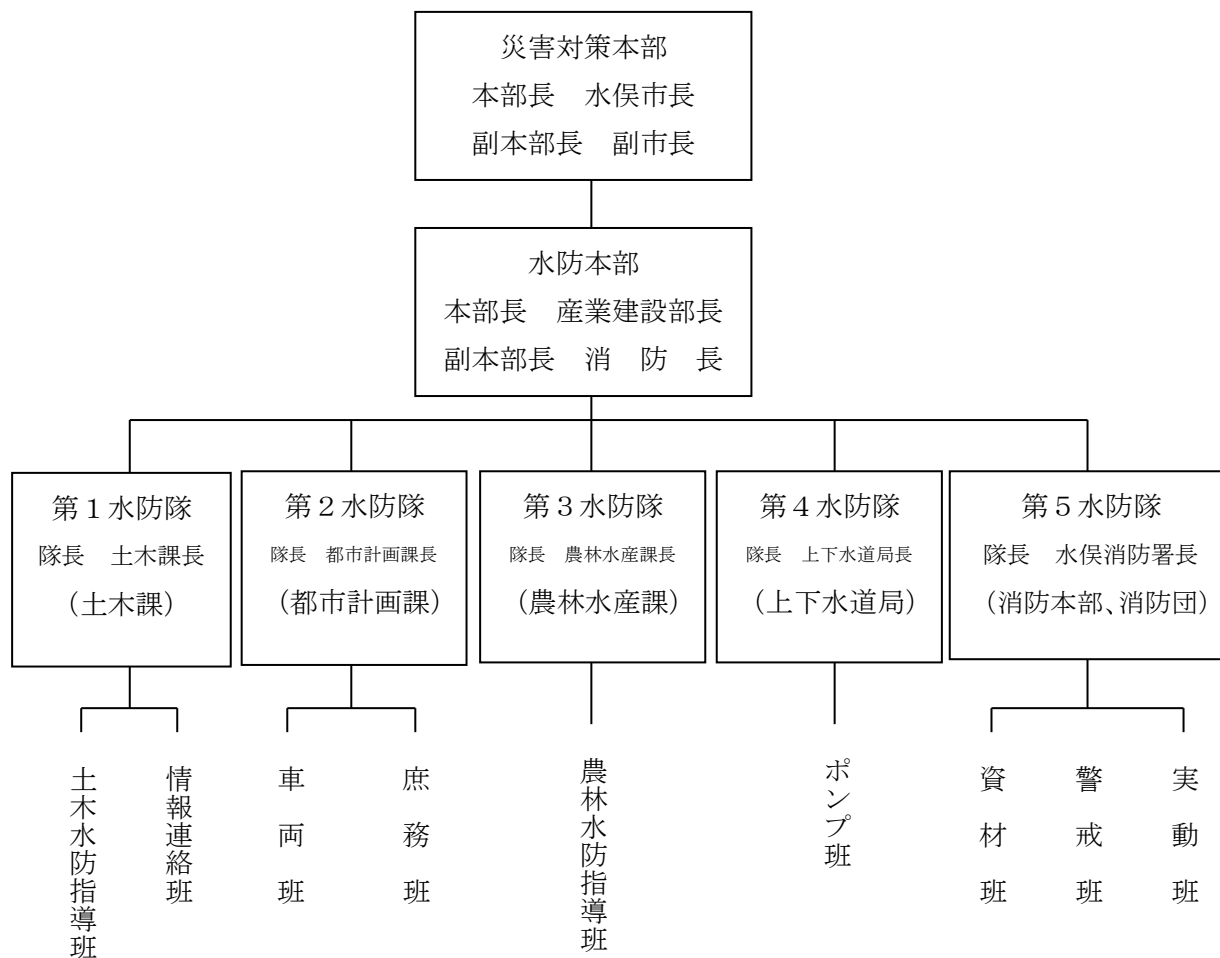 災害対策本部
本部長　水俣市長
副本部長　副市長
水防本部
本部長　産業建設部長
副本部長　消　防　長
第１水防隊
隊長　土木課長
（土木課）
第２水防隊
隊長　都市計画課長
（都市計画課）
第３水防隊
隊長　農林水産課長
（農林水産課）
第４水防隊
隊長　上下水道局長
（上下水道局）
第５水防隊
隊長　水俣消防署長
（消防本部、消防団）
土木水防指導班
情報連絡班
車両班
庶務班
農林水防指導班
ポンプ班
資材班
警戒班
実動班